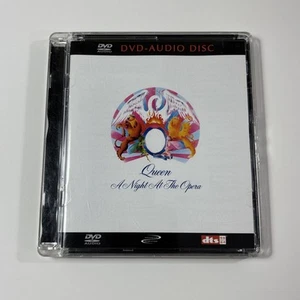 DVD DVD-AUDIO DISC
Queen
A Night At The Opera
DVD dts